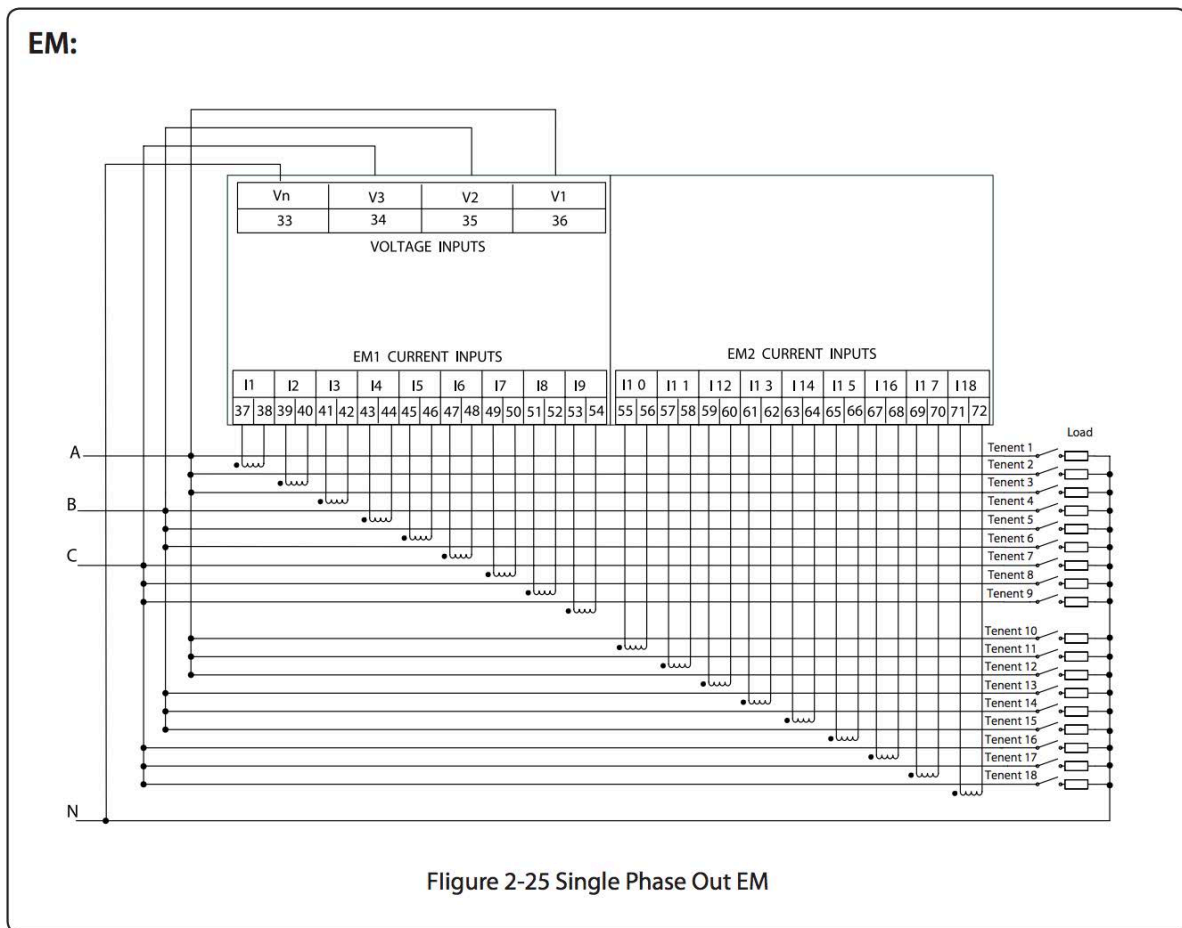 EM:
Vn V3 V2 V1
33 34 35 36
VOLTAGE INPUTS
EM1 CURRENT INPUTS
EM2 CURRENT INPUTS
I1 I2 I3 I4 I5 I6 I7 I8 I9
I1 0 I1 1 I12 I1 3 I14 I1 5 I16 I1 7 I18
37 38 39 40 41 42 43 44 45 46 47 48 49 50 51 52 53 54
55 56 57 58 59 60 61 62 63 64 65 66 67 68 69 70 71 72
Load
A
Tenent 1
Tenent 2
Tenent 3
B
Tenent 4
Tenent 5
Tenent 6
C
Tenent 7
Tenent 8
Tenent 9
Tenent 10
Tenent 11
Tenent 12
Tenent 13
Tenent 14
Tenent 15
Tenent 16
Tenent 17
Tenent 18
N
Fligure 2-25 Single Phase Out EM